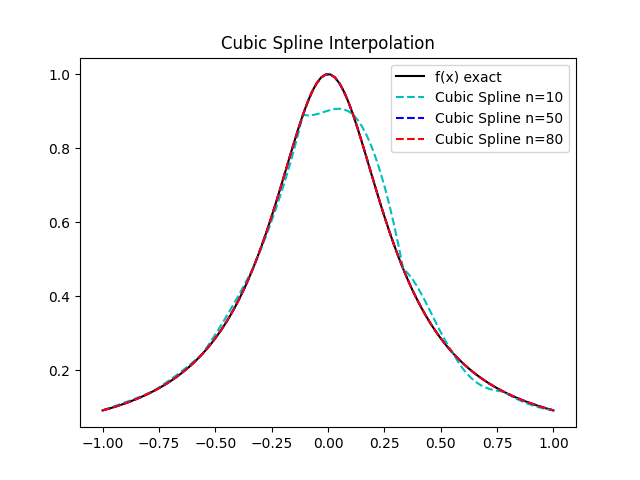 Cubic Spline Interpolation
f(x) exact
Cubic Spline n=10
Cubic Spline n=50
Cubic Spline n=80
1.0
0.8
0.6
0.4
0.2
−1.00 −0.75 −0.50 −0.25 0.00 0.25 0.50 0.75 1.00